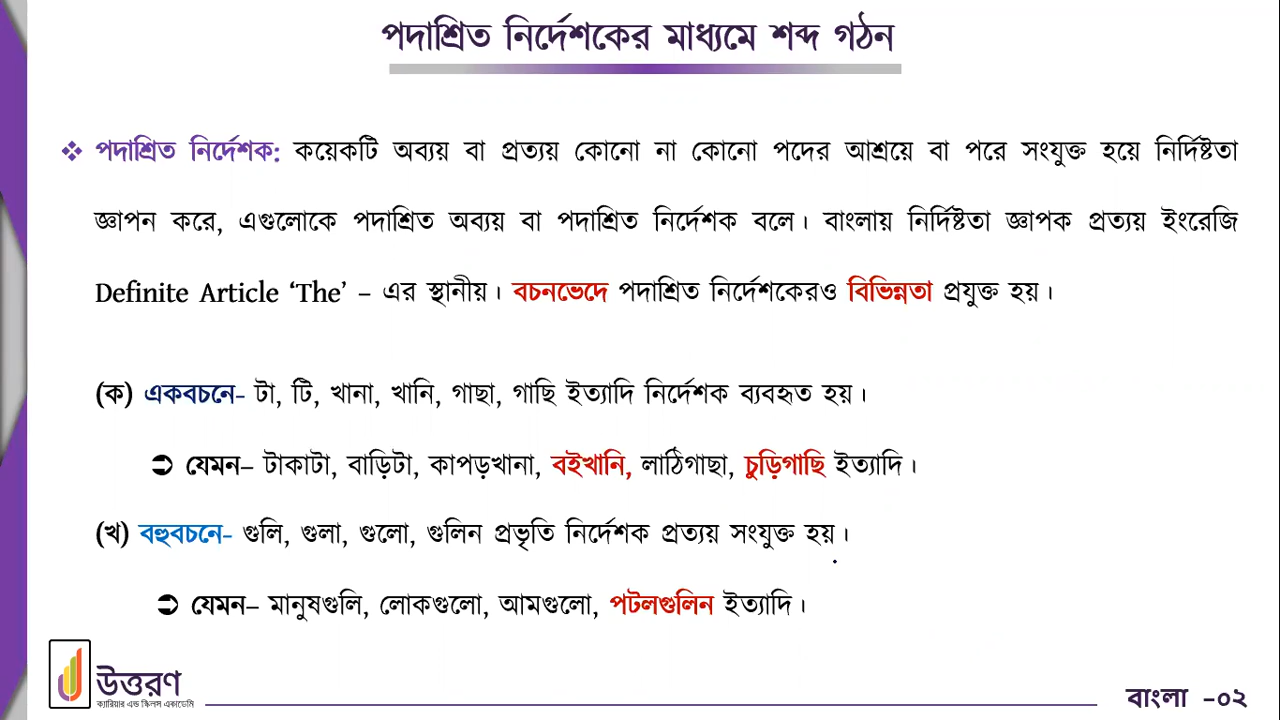 পদাশ্রিত নির্দেশকের মাধ্যমে শব্দ গঠন
❖ পদাশ্রিত নির্দেশক: কয়েকটি অব্যয় বা প্রত্যয় কোনো না কোনো পদের আশ্রয়ে বা পরে সংযুক্ত হয়ে নির্দিষ্টতা
জ্ঞাপন করে, এগুলোকে পদাশ্রিত অব্যয় বা পদাশ্রিত নির্দেশক বলে। বাংলায় নির্দিষ্টতা জ্ঞাপক প্রত্যয় ইংরেজি
Definite Article ‘The’ – এর স্থানীয়। বচনভেদে পদাশ্রিত নির্দেশকেরও বিভিন্নতা প্রযুক্ত হয়।
(ক) একবচনে- টা, টি, খানা, খানি, গাছা, গাছি ইত্যাদি নির্দেশক ব্যবহৃত হয়।
➲ যেমন– টাকাটা, বাড়িটা, কাপড়খানা, বইখানি, লাঠিগাছা, চুড়িগাছি ইত্যাদি।
(খ) বহুবচনে- গুলি, গুলা, গুলো, গুলিন প্রভৃতি নির্দেশক প্রত্যয় সংযুক্ত হয়।
➲ যেমন– মানুষগুলি, লোকগুলো, আমগুলো, পটলগুলিন ইত্যাদি।
উত্তরণ
ক্যারিয়ার এন্ড স্কিলস একাডেমি
বাংলা –০২